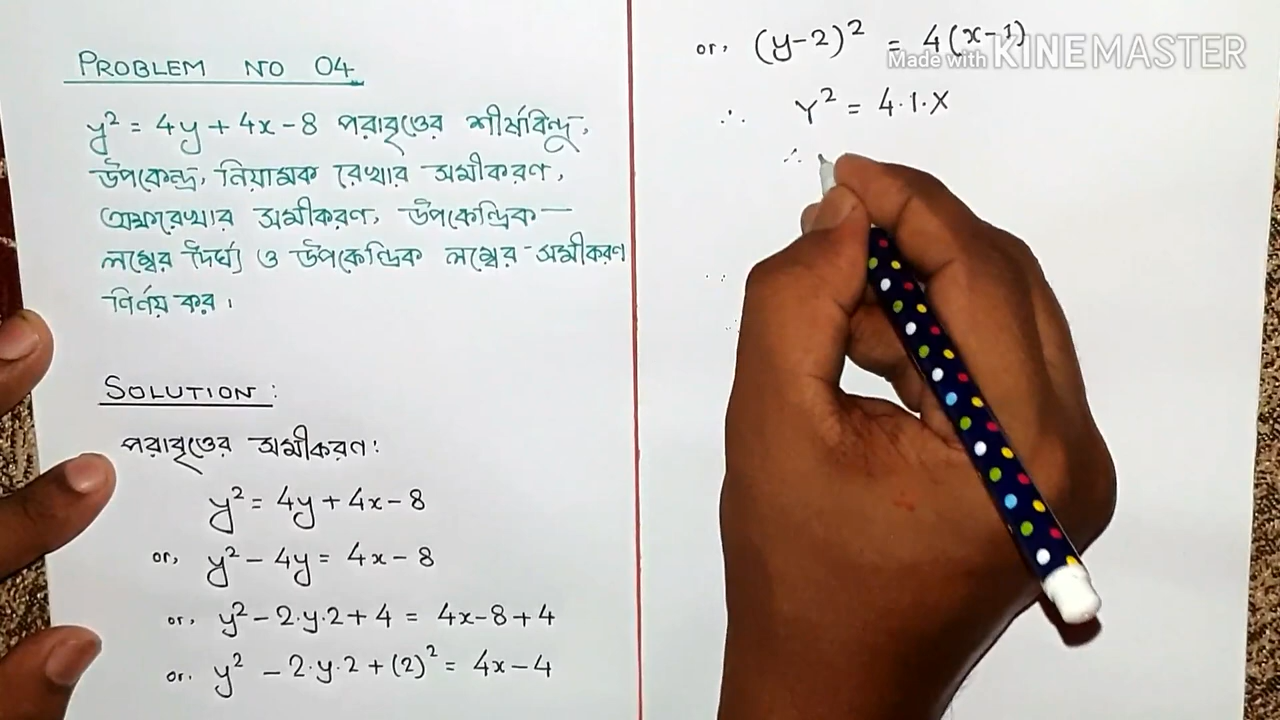 PROBLEM NO 04
y² = 4y + 4x - 8 পরাবৃত্তের শীর্ষবিন্দু,
উপকেন্দ্র, নিয়ামক রেখার সমীকরণ,
অক্ষরেখার সমীকরণ, উপকেন্দ্রিক—
লম্বের দৈর্ঘ্য ও উপকেন্দ্রিক লম্বের সমীকরণ
নির্ণয় কর।
SOLUTION:
পরাবৃত্তের সমীকরণ:
y² = 4y + 4x - 8
or, y² - 4y = 4x - 8
or, y² - 2·y·2 + 4 = 4x - 8 + 4
or. y² - 2·y·2 + (2)² = 4x - 4
or, (y-2)² = 4(x-1)
Made with KINEMASTER
∴ Y² = 4·1·X
∴